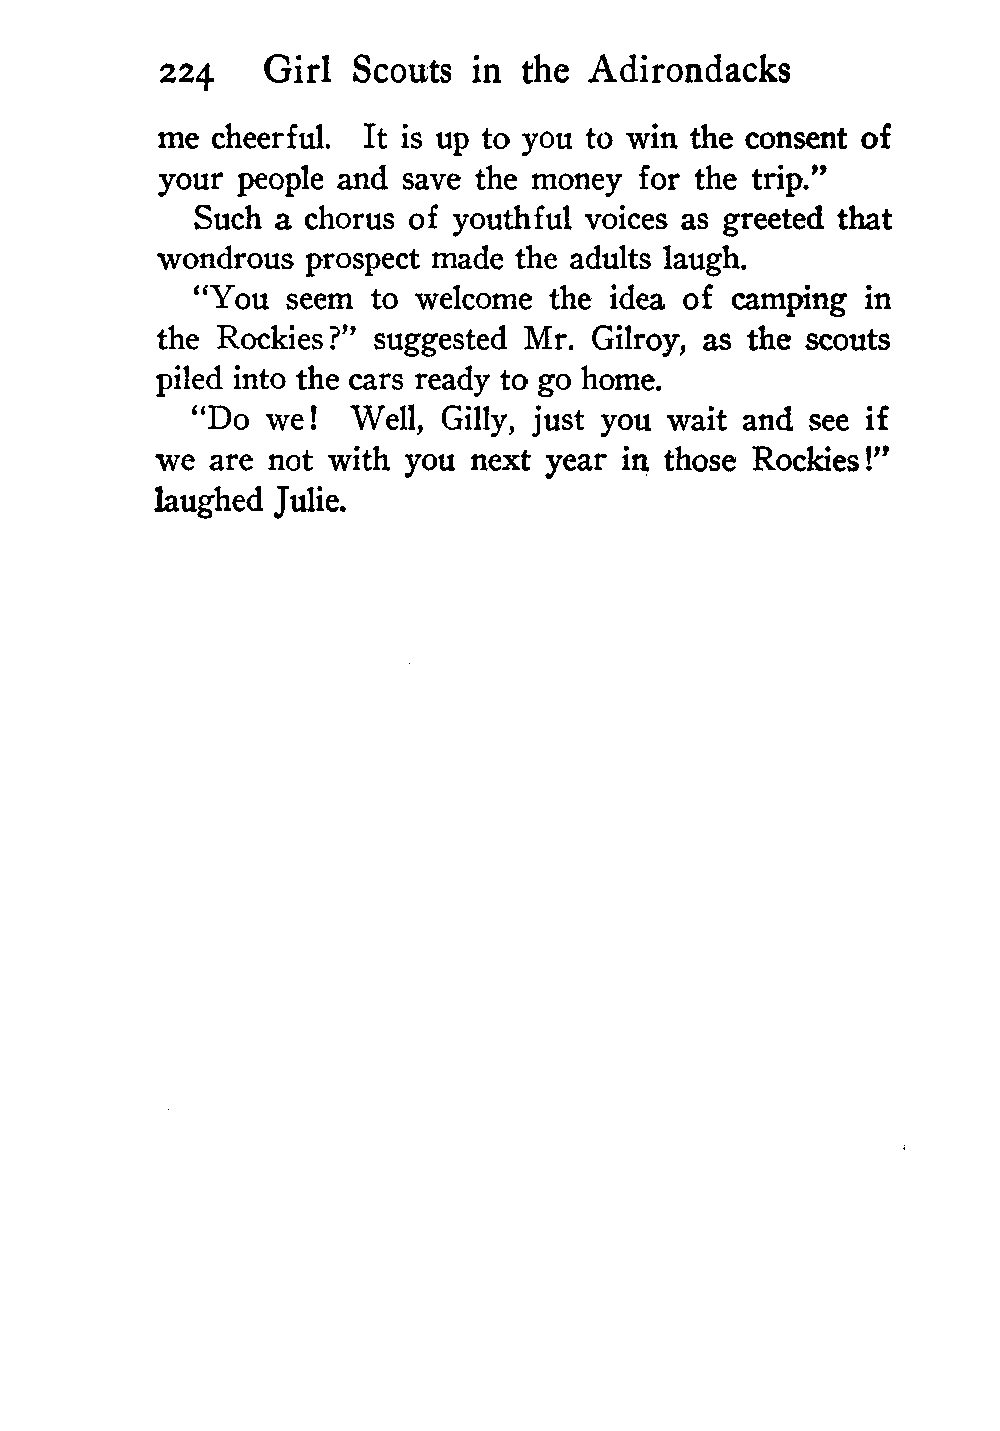 224 Girl Scouts in the Adirondacks
me cheerful. It is up to you to win the consent of
your people and save the money for the trip.”
Such a chorus of youthful voices as greeted that
wondrous prospect made the adults laugh.
“You seem to welcome the idea of camping in
the Rockies?” suggested Mr. Gilroy, as the scouts
piled into the cars ready to go home.
“Do we! Well, Gilly, just you wait and see if
we are not with you next year in those Rockies!”
laughed Julie.